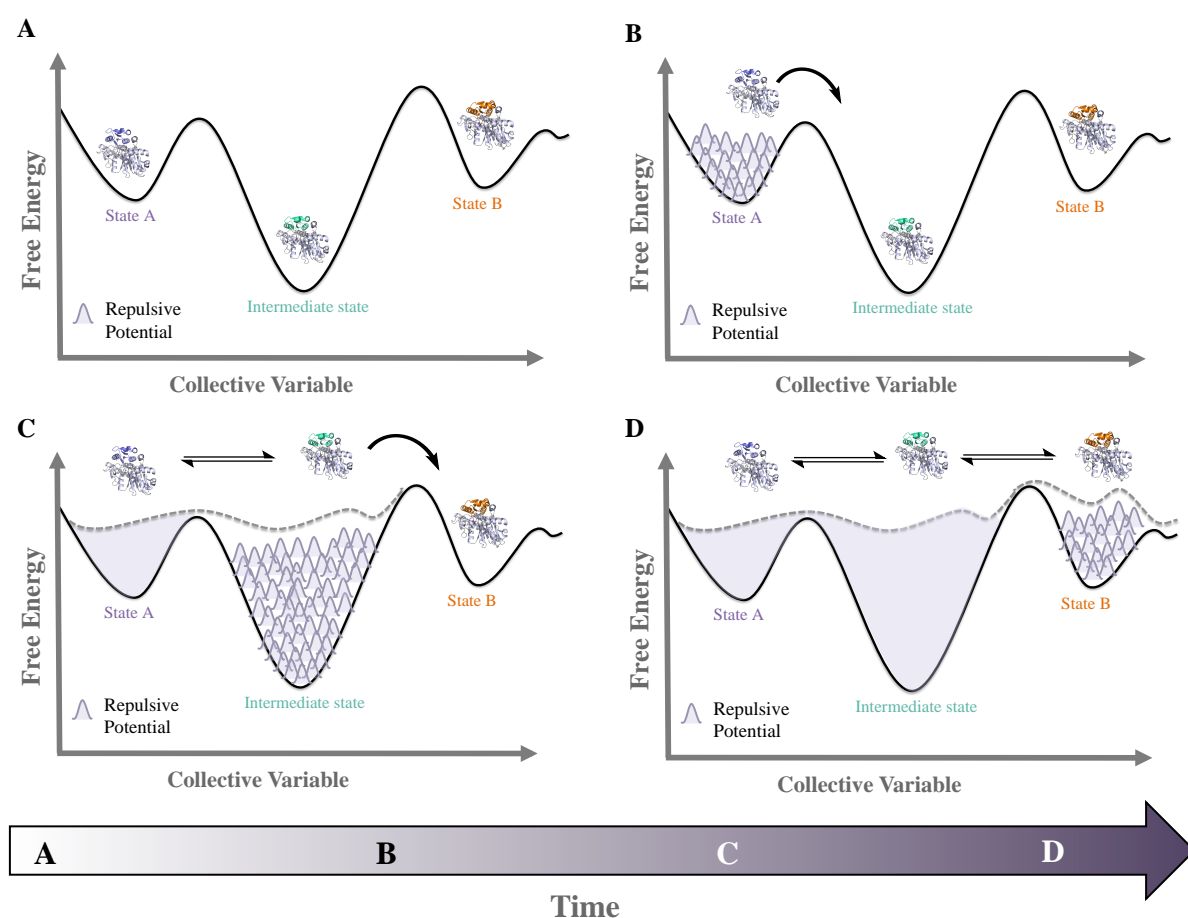 A
Free Energy
State A
State B
Intermediate state
Repulsive
Potential
Collective Variable
B
Free Energy
State A
State B
Intermediate state
Repulsive
Potential
Collective Variable
C
Free Energy
State A
State B
Intermediate state
Repulsive
Potential
Collective Variable
D
Free Energy
State A
State B
Intermediate state
Repulsive
Potential
Collective Variable
A B C D
Time